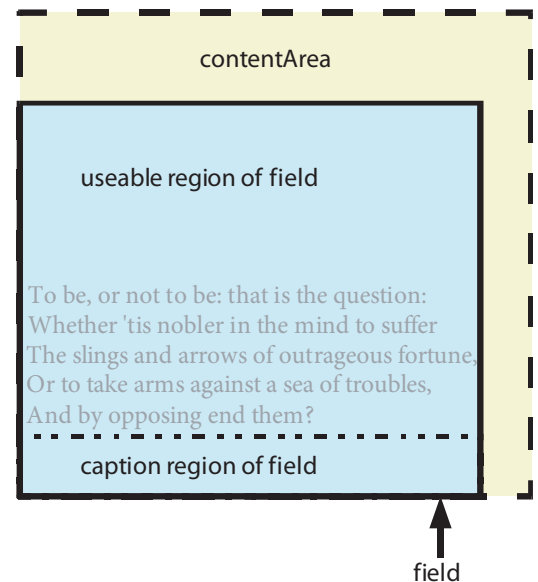 contentArea
useable region of field
To be, or not to be: that is the question:
Whether 'tis nobler in the mind to suffer
The slings and arrows of outrageous fortune,
Or to take arms against a sea of troubles,
And by opposing end them?
caption region of field
field